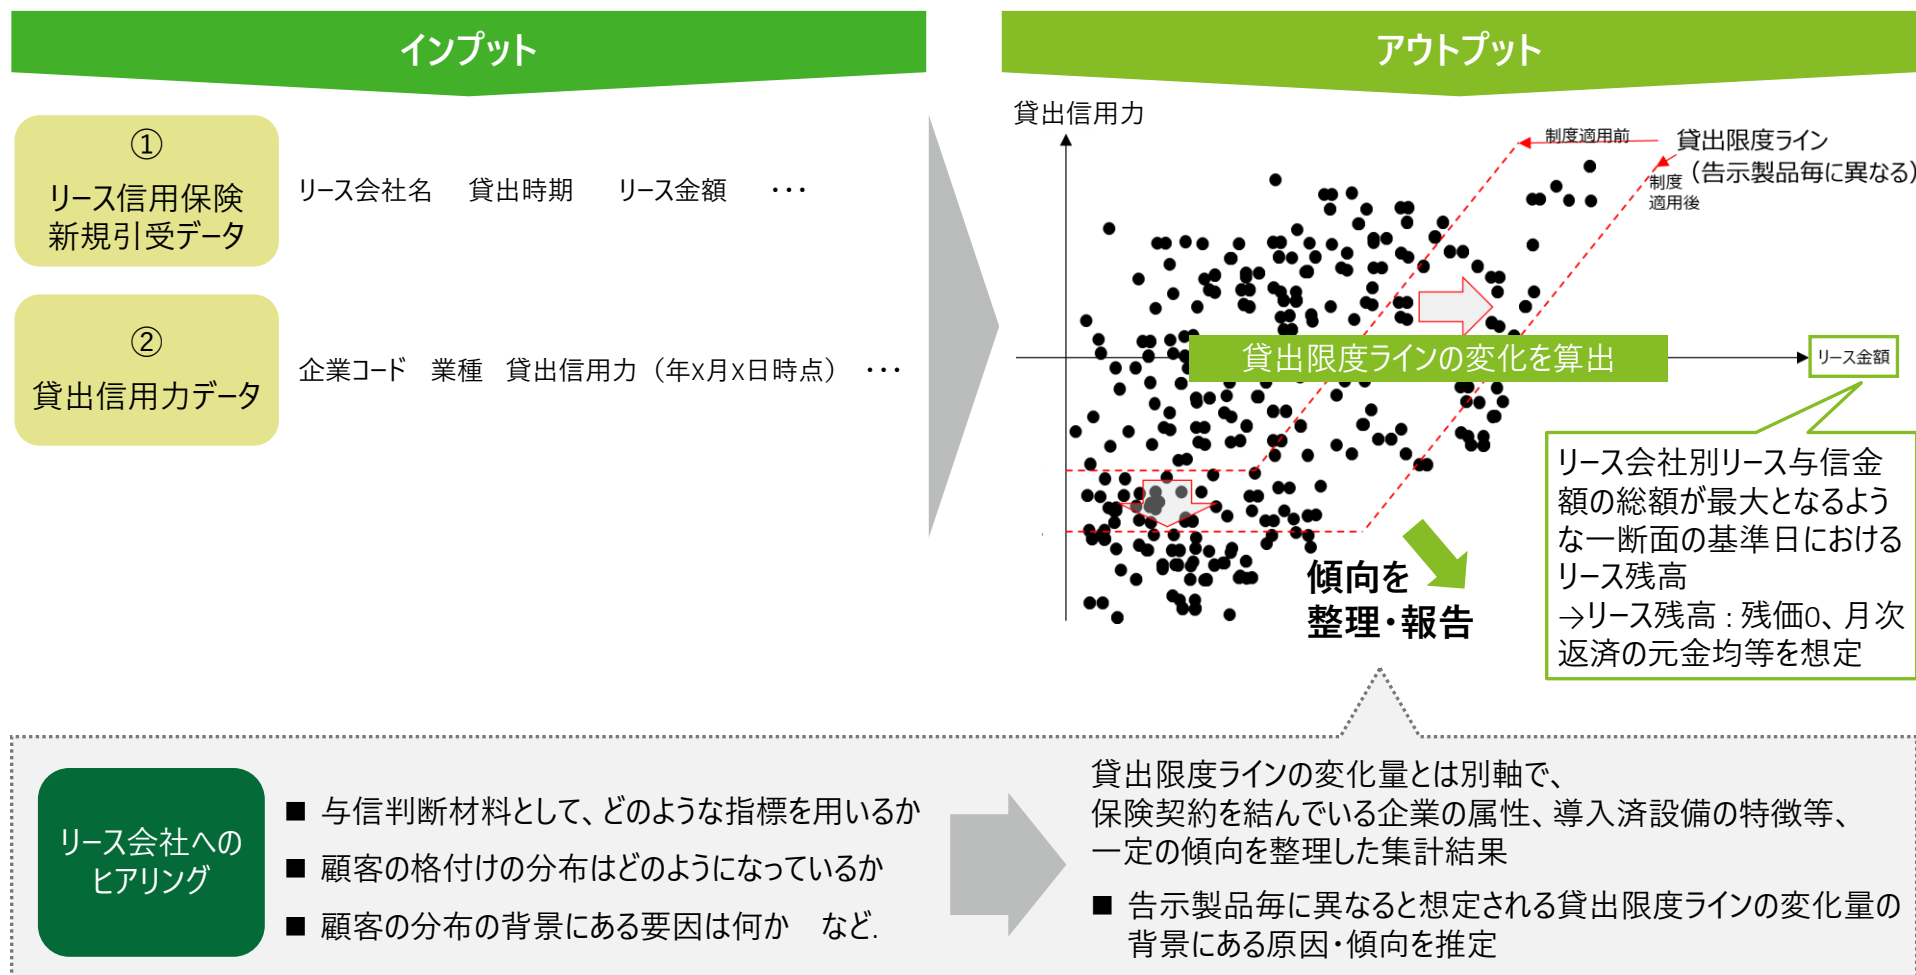 インプット
①
リース信用保険
新規引受データ
リース会社名　貸出時期　リース金額　・・・
②
貸出信用力データ
企業コード　業種　貸出信用力（年x月x日時点）　・・・
アウトプット
貸出信用力
制度適用前
貸出限度ライン
（告示製品毎に異なる）
制度
適用後
貸出限度ラインの変化を算出
リース金額
リース会社別リース与信金
額の総額が最大となるよう
な一断面の基準日における
リース残高
→リース残高：残価0、月次
返済の元金均等を想定
傾向を
整理・報告
リース会社への
ヒアリング
■ 与信判断材料として、どのような指標を用いるか
■ 顧客の格付けの分布はどのようになっているか
■ 顧客の分布の背景にある要因は何か　など.
貸出限度ラインの変化量とは別軸で、
保険契約を結んでいる企業の属性、導入済設備の特徴等、
一定の傾向を整理した集計結果
■ 告示製品毎に異なると想定される貸出限度ラインの変化量の
背景にある原因・傾向を推定